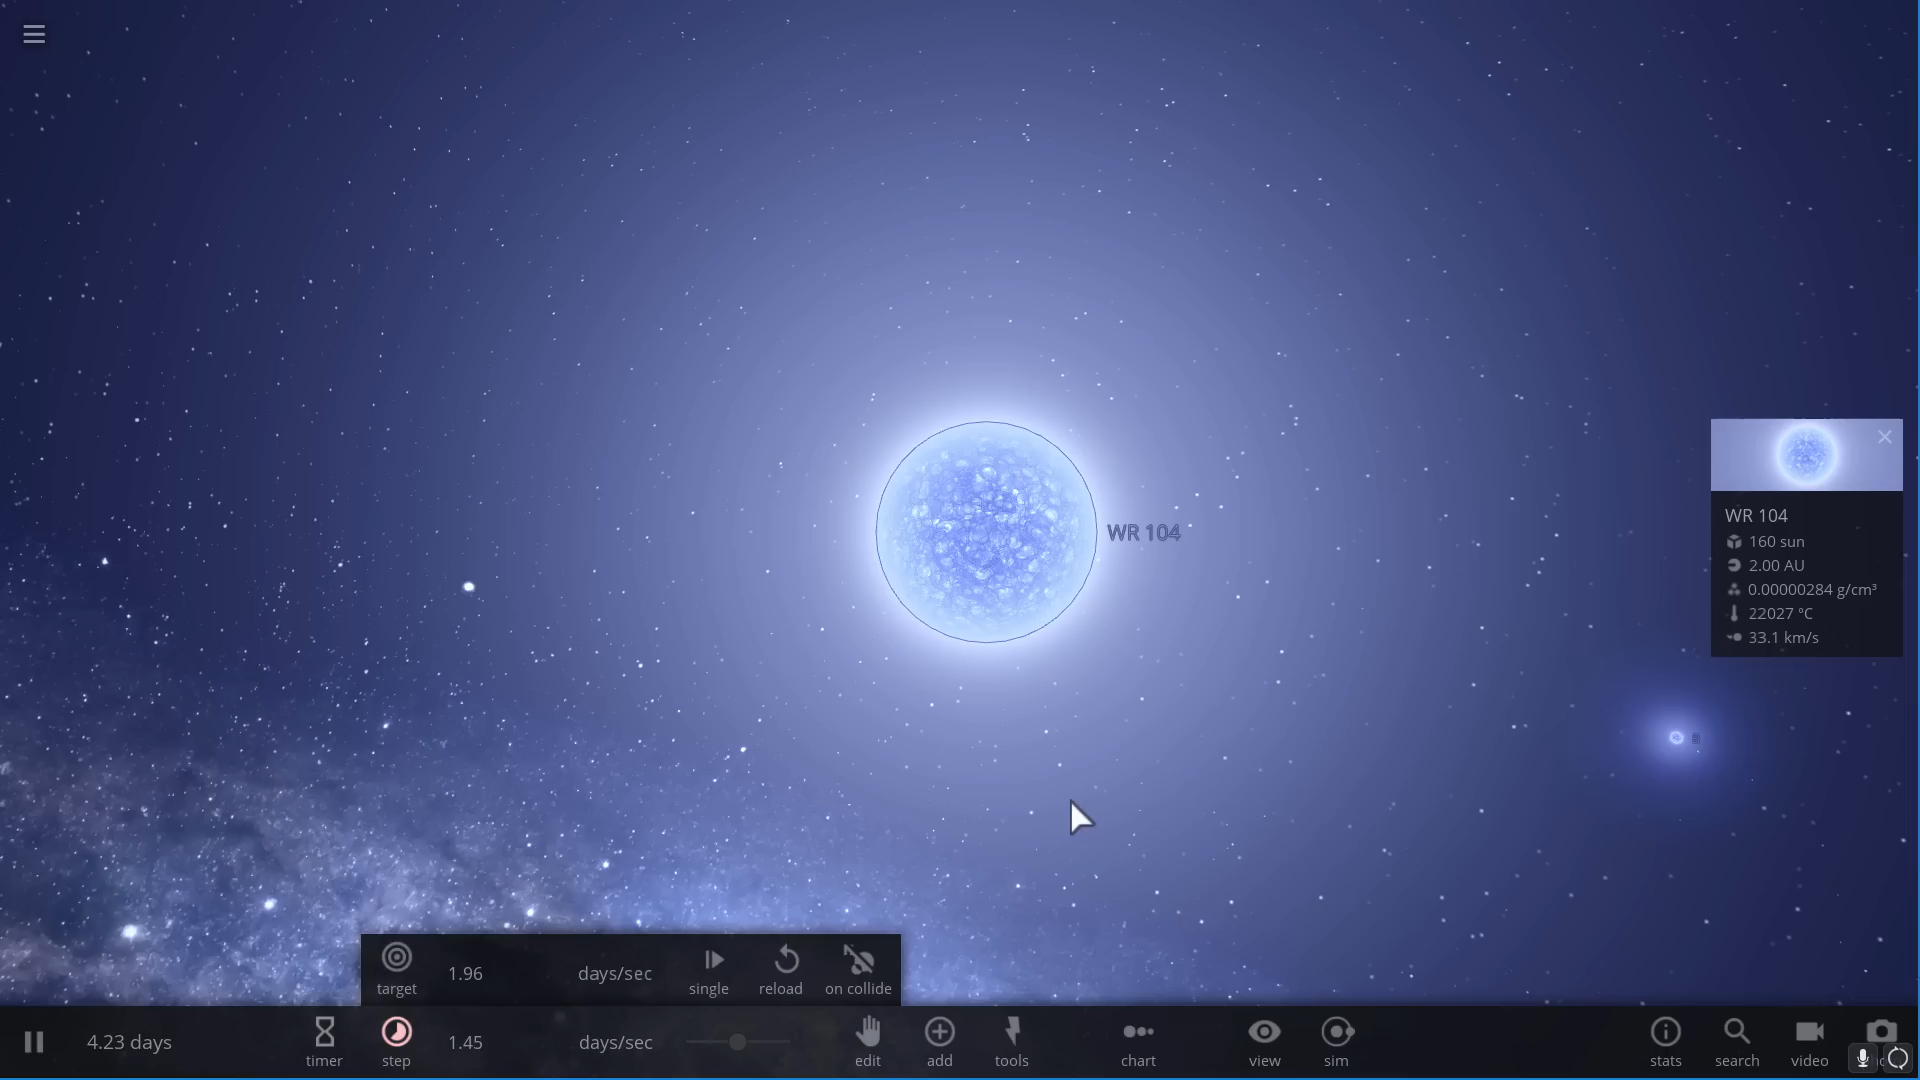 WR 104
WR 104
160 sun
2.00 AU
0.00000284 g/cm³
22027 °C
33.1 km/s
target
1.96
days/sec
single
reload
on collide
4.23 days
timer
step
1.45
days/sec
edit
add
tools
chart
view
sim
stats
search
video